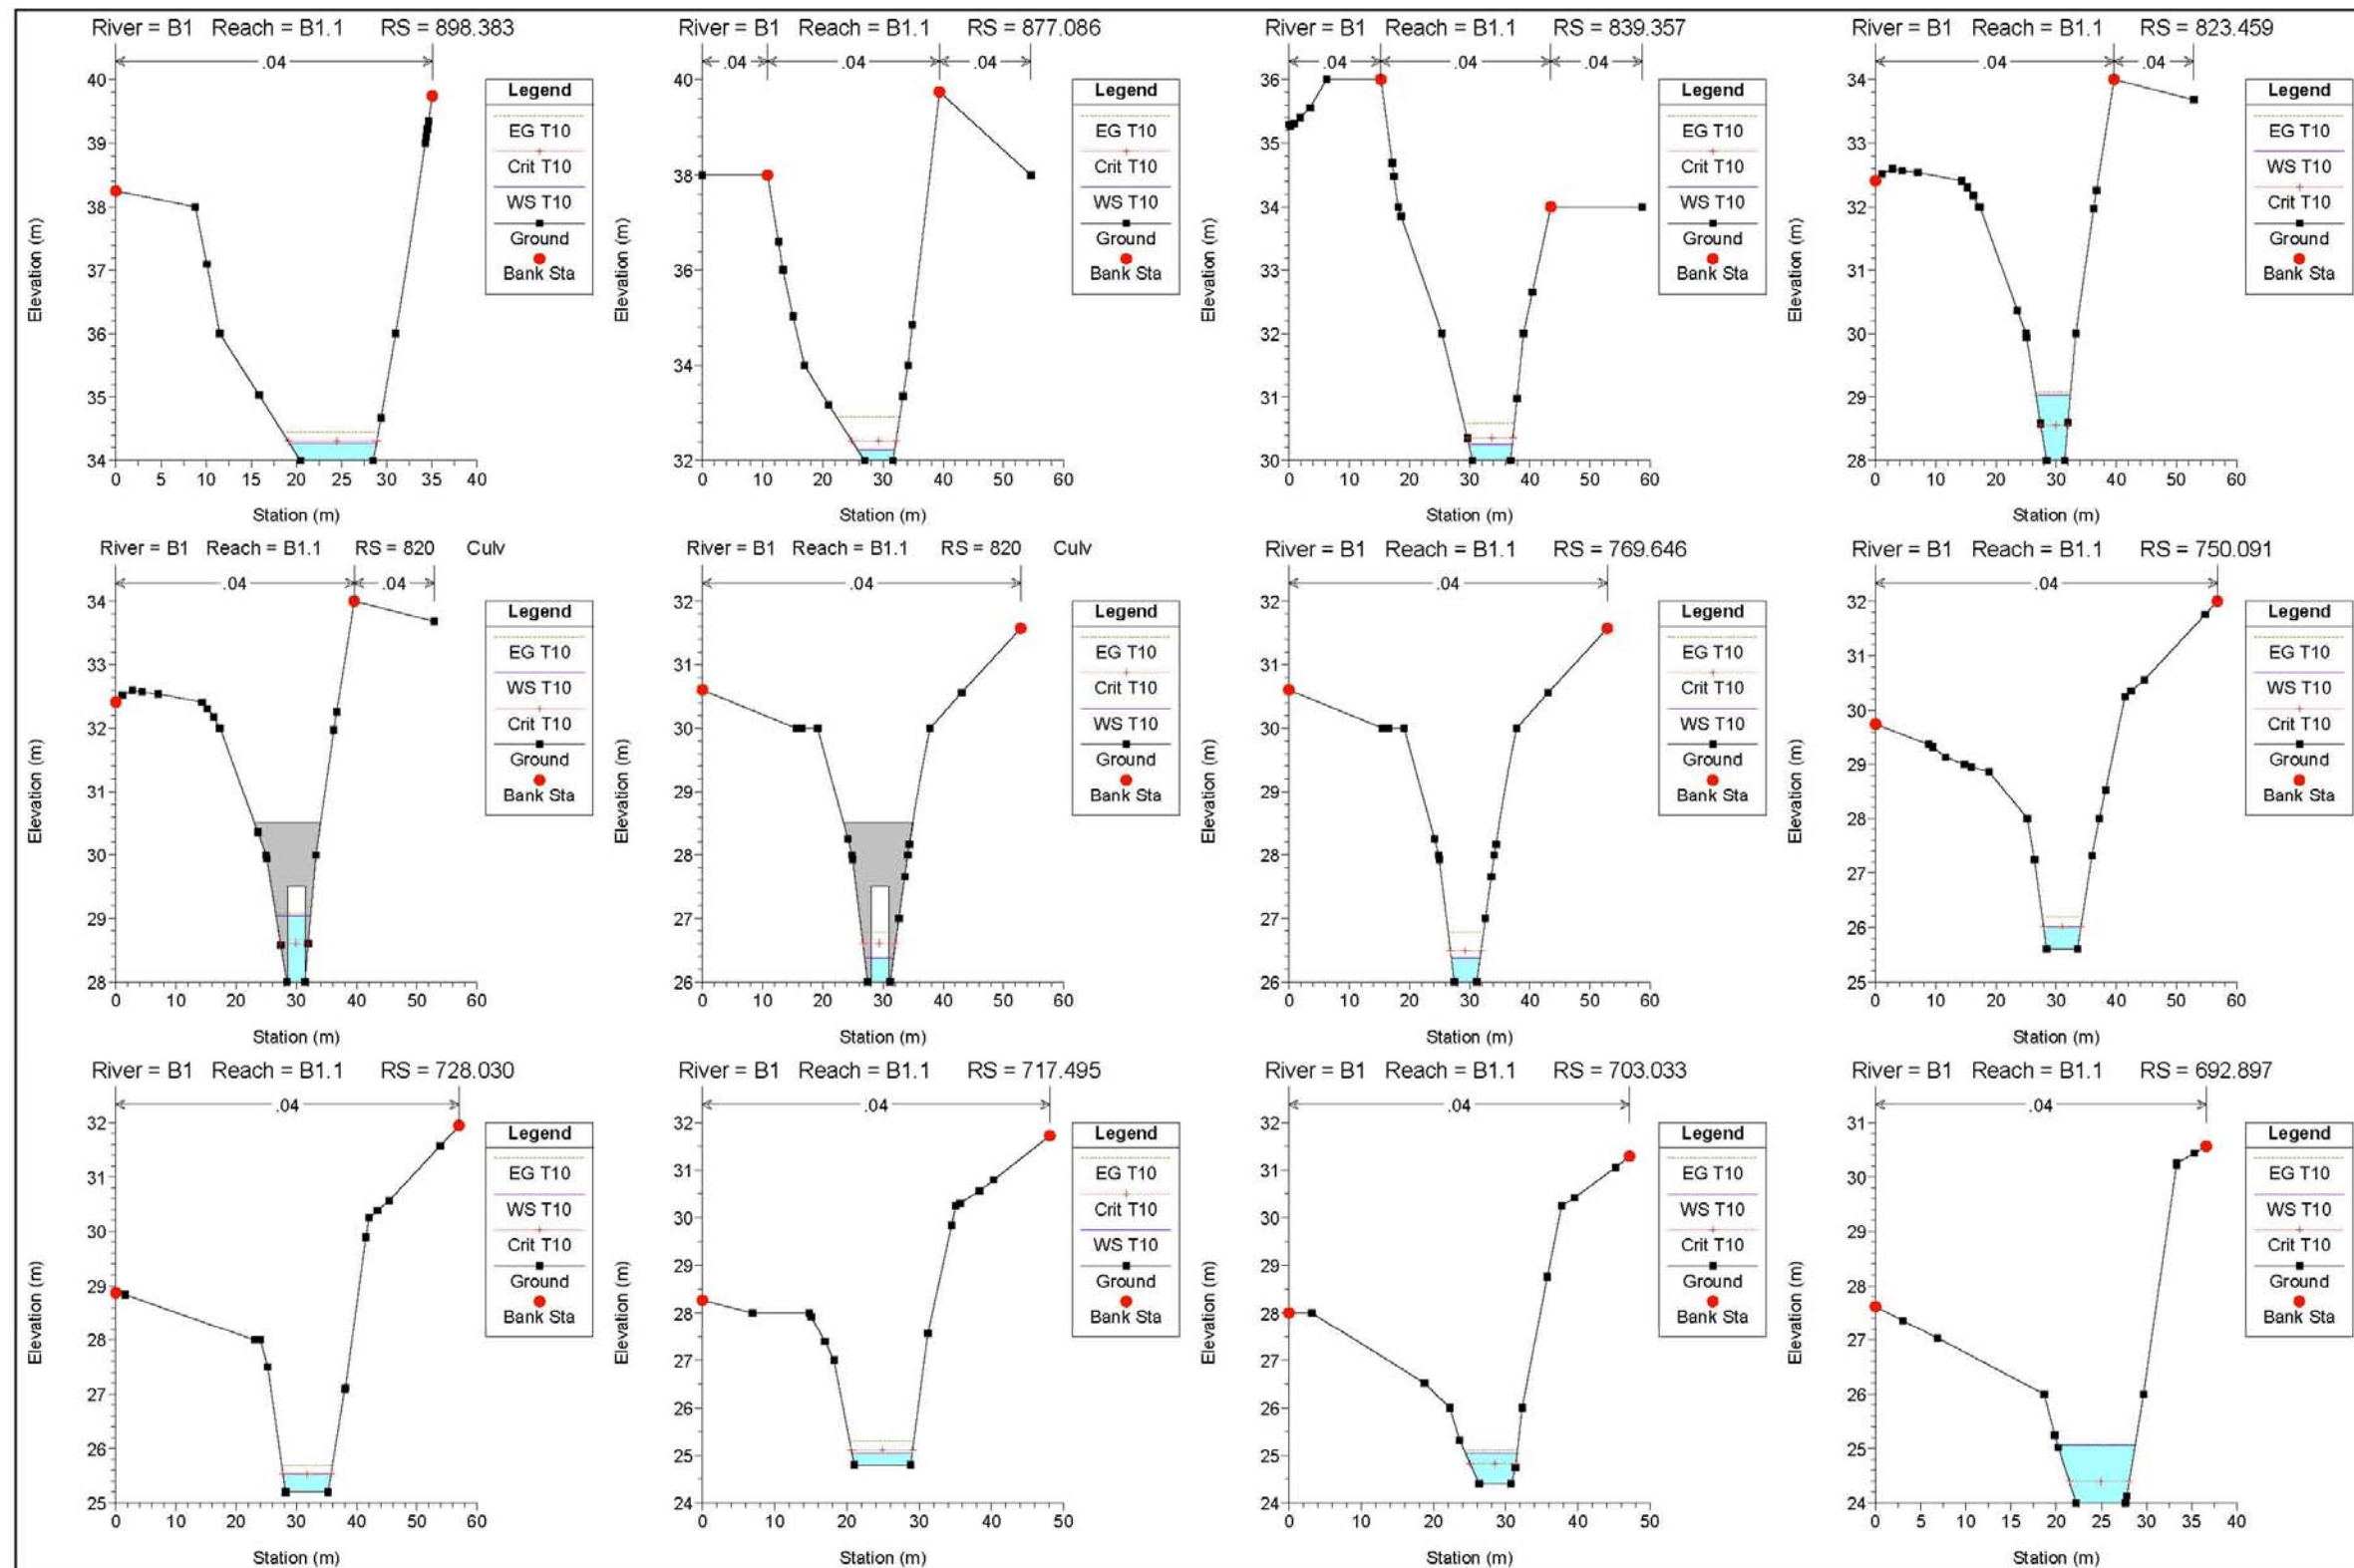 River = B1 Reach = B1.1 RS = 898.383
.04
40
39
38
37
36
35
34
Elevation (m)
0 5 10 15 20 25 30 35 40
Station (m)
Legend
EG T10
Crit T10
WS T10
Ground
Bank Sta
River = B1 Reach = B1.1 RS = 877.086
.04 .04 .04
40
38
36
34
32
Elevation (m)
0 10 20 30 40 50 60
Station (m)
Legend
EG T10
Crit T10
WS T10
Ground
Bank Sta
River = B1 Reach = B1.1 RS = 839.357
.04 .04 .04
36
35
34
33
32
31
30
Elevation (m)
0 10 20 30 40 50 60
Station (m)
Legend
EG T10
Crit T10
WS T10
Ground
Bank Sta
River = B1 Reach = B1.1 RS = 823.459
.04 .04
34
33
32
31
30
29
28
Elevation (m)
0 10 20 30 40 50 60
Station (m)
Legend
EG T10
WS T10
Crit T10
Ground
Bank Sta
River = B1 Reach = B1.1 RS = 820 Culv
.04 .04
34
33
32
31
30
29
28
Elevation (m)
0 10 20 30 40 50 60
Station (m)
Legend
EG T10
WS T10
Crit T10
Ground
Bank Sta
River = B1 Reach = B1.1 RS = 820 Culv
.04
32
31
30
29
28
27
26
Elevation (m)
0 10 20 30 40 50 60
Station (m)
Legend
EG T10
Crit T10
WS T10
Ground
Bank Sta
River = B1 Reach = B1.1 RS = 769.646
.04
32
31
30
29
28
27
26
Elevation (m)
0 10 20 30 40 50 60
Station (m)
Legend
EG T10
Crit T10
WS T10
Ground
Bank Sta
River = B1 Reach = B1.1 RS = 750.091
.04
32
31
30
29
28
27
26
25
Elevation (m)
0 10 20 30 40 50 60
Station (m)
Legend
EG T10
WS T10
Crit T10
Ground
Bank Sta
River = B1 Reach = B1.1 RS = 728.030
.04
32
31
30
29
28
27
26
25
Elevation (m)
0 10 20 30 40 50 60
Station (m)
Legend
EG T10
WS T10
Crit T10
Ground
Bank Sta
River = B1 Reach = B1.1 RS = 717.495
.04
32
31
30
29
28
27
26
25
24
Elevation (m)
0 10 20 30 40 50
Station (m)
Legend
EG T10
Crit T10
WS T10
Ground
Bank Sta
River = B1 Reach = B1.1 RS = 703.033
.04
32
31
30
29
28
27
26
25
24
Elevation (m)
0 10 20 30 40 50
Station (m)
Legend
EG T10
WS T10
Crit T10
Ground
Bank Sta
River = B1 Reach = B1.1 RS = 692.897
.04
31
30
29
28
27
26
25
24
Elevation (m)
0 5 10 15 20 25 30 35 40
Station (m)
Legend
EG T10
WS T10
Crit T10
Ground
Bank Sta